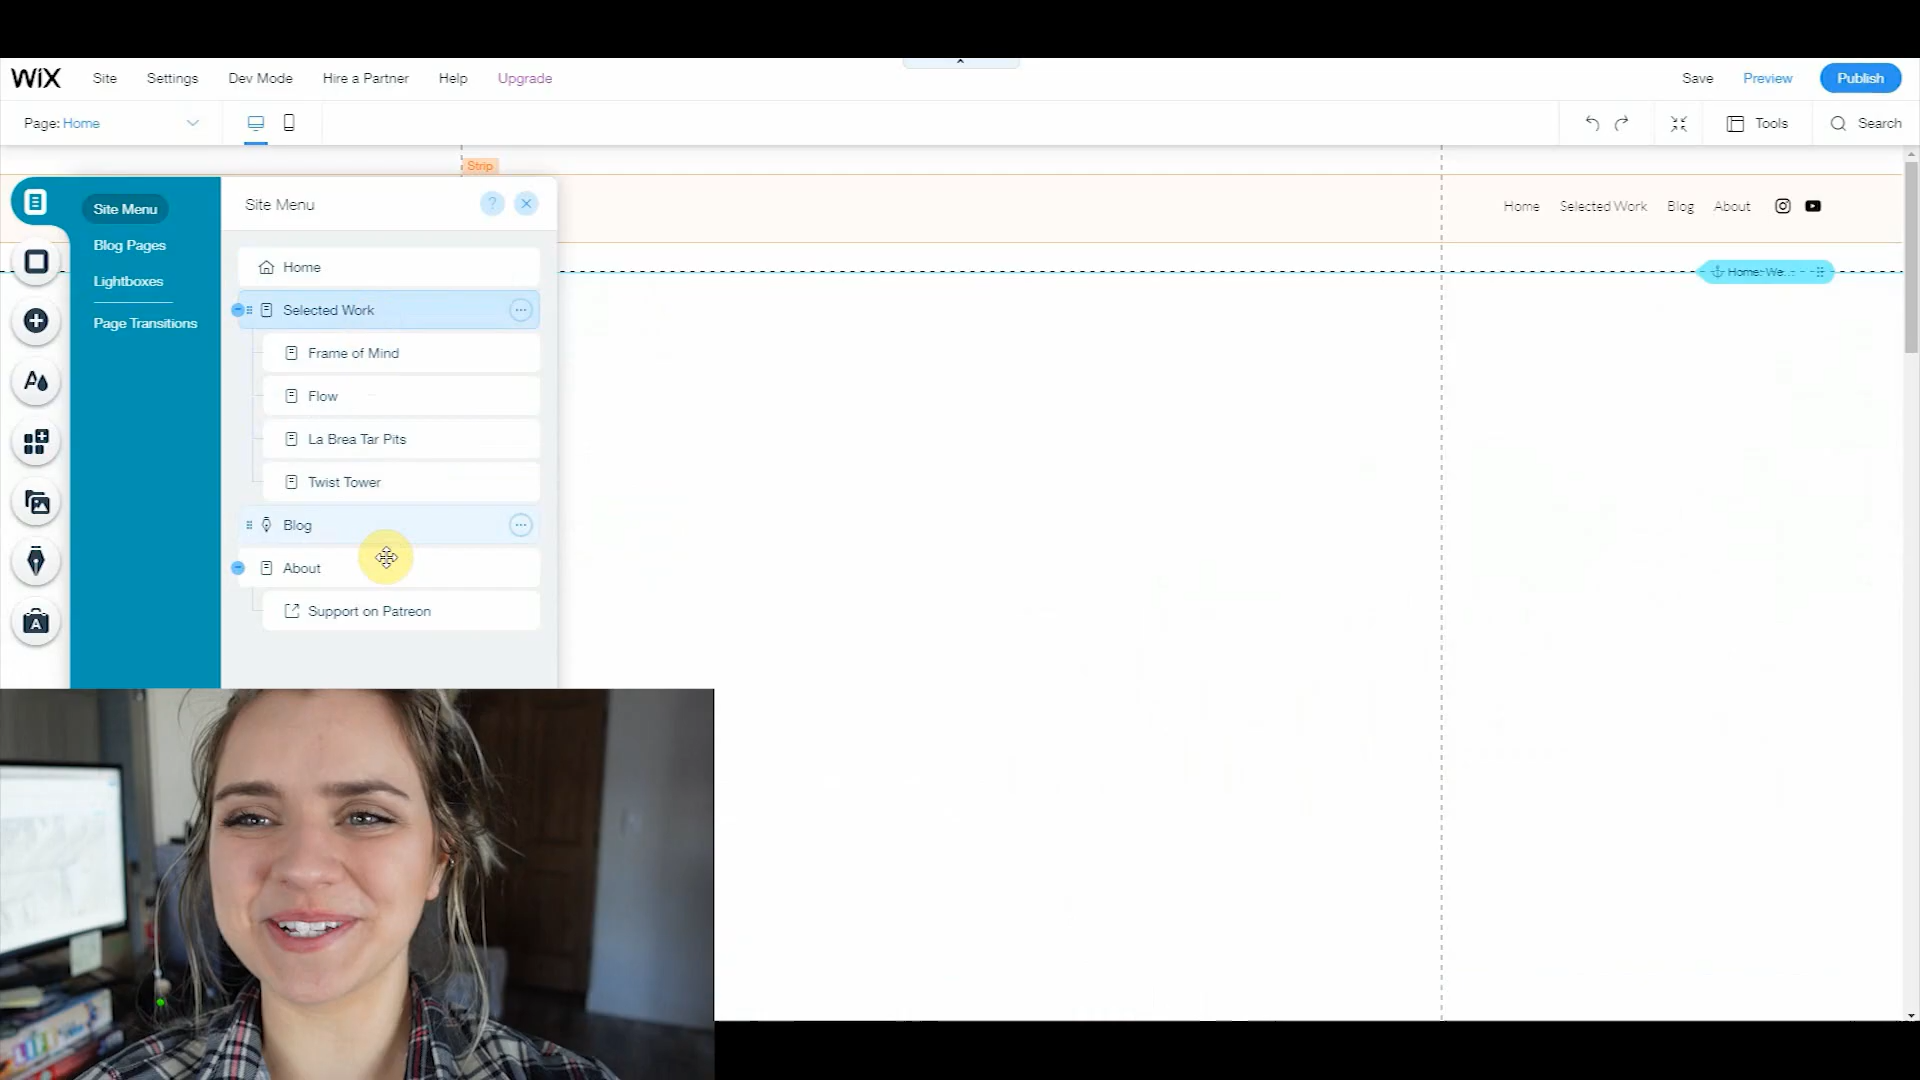 WiX Site Settings Dev Mode Hire a Partner Help Upgrade Save Preview Publish
Page: Home Tools Search
Strip
Site Menu
Blog Pages
Lightboxes
Page Transitions
Site Menu ?
Home
Selected Work
Frame of Mind
Flow
La Brea Tar Pits
Twist Tower
Blog
About
Support on Patreon
Home Selected Work Blog About
Home: We...
A